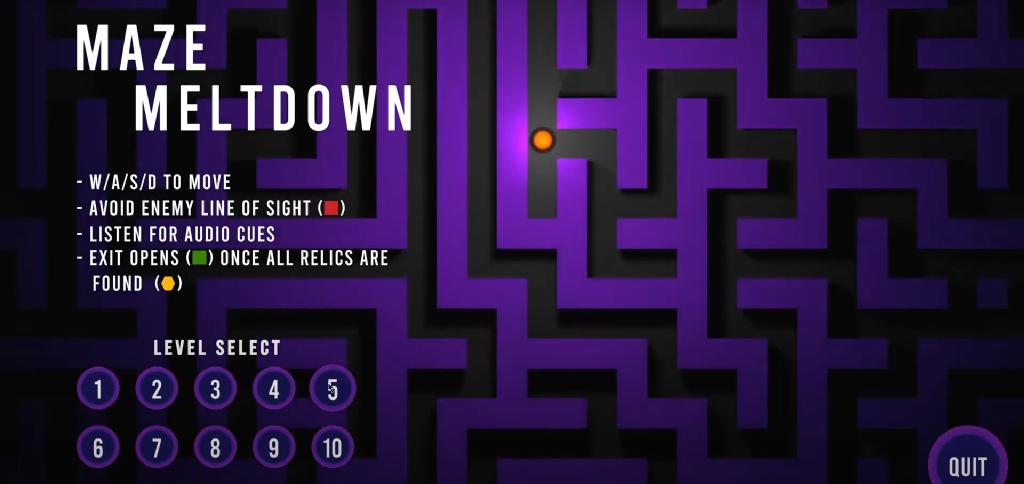 MAZE
MELTDOWN
- W/A/S/D TO MOVE
- AVOID ENEMY LINE OF SIGHT ( )
- LISTEN FOR AUDIO CUES
- EXIT OPENS ( ) ONCE ALL RELICS ARE
FOUND ( )
LEVEL SELECT
1 2 3 4 5
6 7 8 9 10
QUIT